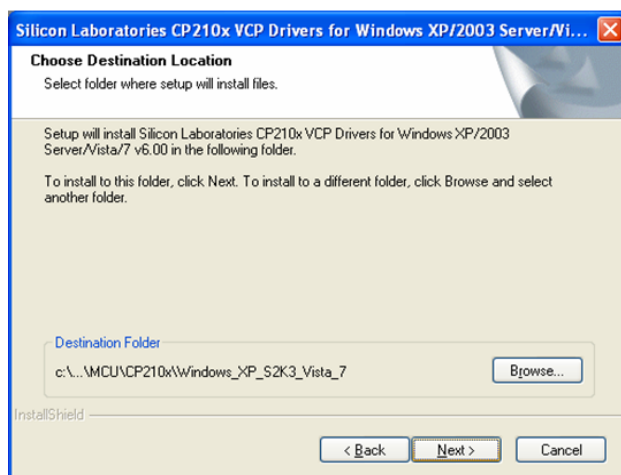 Silicon Laboratories CP210x VCP Drivers for Windows XP/2003 Server/Vi...
Choose Destination Location
Select folder where setup will install files.
Setup will install Silicon Laboratories CP210x VCP Drivers for Windows XP/2003
Server/Vista/7 v6.00 in the following folder.
To install to this folder, click Next. To install to a different folder, click Browse and select
another folder.
Destination Folder
c:\...\MCU\CP210x\Windows_XP_S2K3_Vista_7
Browse...
InstallShield
< Back
Next >
Cancel